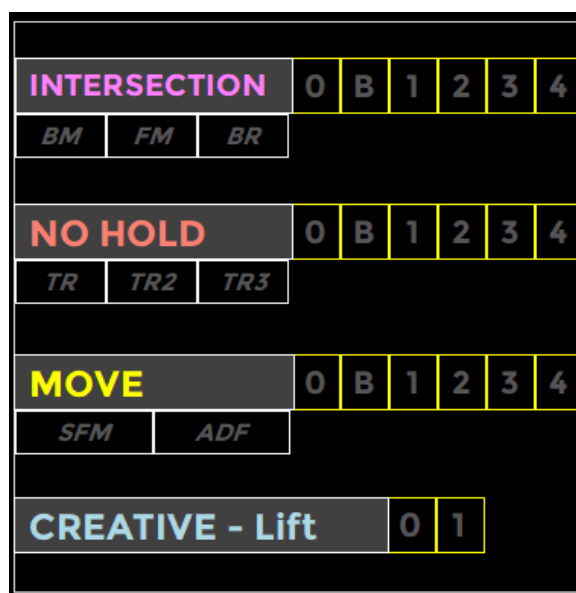 INTERSECTION 0 B 1 2 3 4
BM FM BR
NO HOLD 0 B 1 2 3 4
TR TR2 TR3
MOVE 0 B 1 2 3 4
SFM ADF
CREATIVE - Lift 0 1